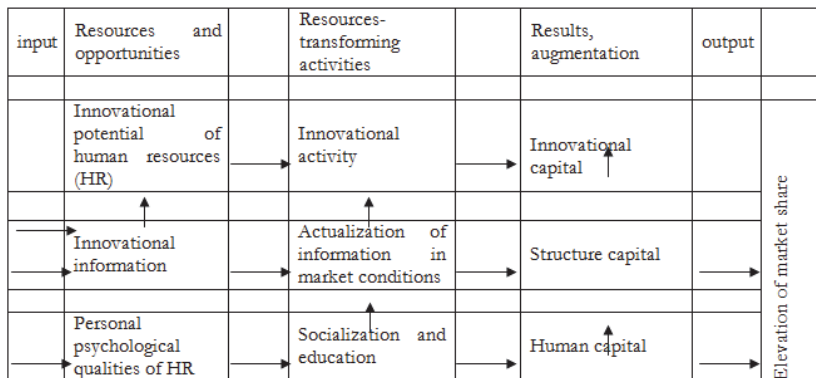 input
Resources and
opportunities
Resources-
transforming
activities
Results,
augmentation
output
Innovational
potential of
human resources
(HR)
Innovational
activity
Innovational
capital
Innovational
information
Actualization of
information in
market conditions
Structure capital
Personal
psychological
qualities of HR
Socialization and
education
Human capital
Elevation of market share